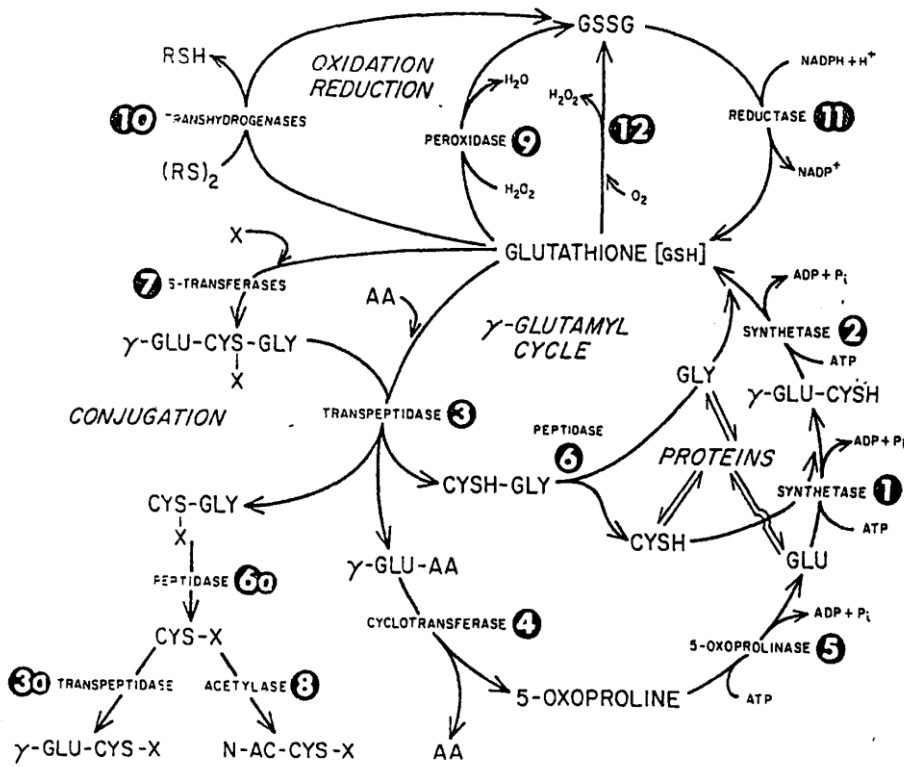 GSSG
RSH
OXIDATION
REDUCTION
NADPH + H+
H2O
H2O2
10 TRANSHYDROGENASES
PEROXIDASE 9
12
REDUCTASE 11
(RS)2
H2O2
O2
NADP+
X
GLUTATHIONE [GSH]
7 S-TRANSFERASES
AA
ADP + Pi
γ-GLU-CYS-GLY
X
γ-GLUTAMYL
CYCLE
SYNTHETASE 2
ATP
GLY
γ-GLU-CYSH
CONJUGATION
TRANSPEPTIDASE 3
PEPTIDASE
6
PROTEINS
ADP + Pi
CYSH-GLY
SYNTHETASE 1
CYS-GLY
X
CYSH
ATP
GLU
γ-GLU-AA
PEPTIDASE 6a
CYCLOTRANSFERASE 4
ADP + Pi
5-OXOPROLINASE 5
CYS-X
3a TRANSPEPTIDASE
ACETYLASE 8
5-OXOPROLINE
ATP
γ-GLU-CYS-X
N-AC-CYS-X
AA